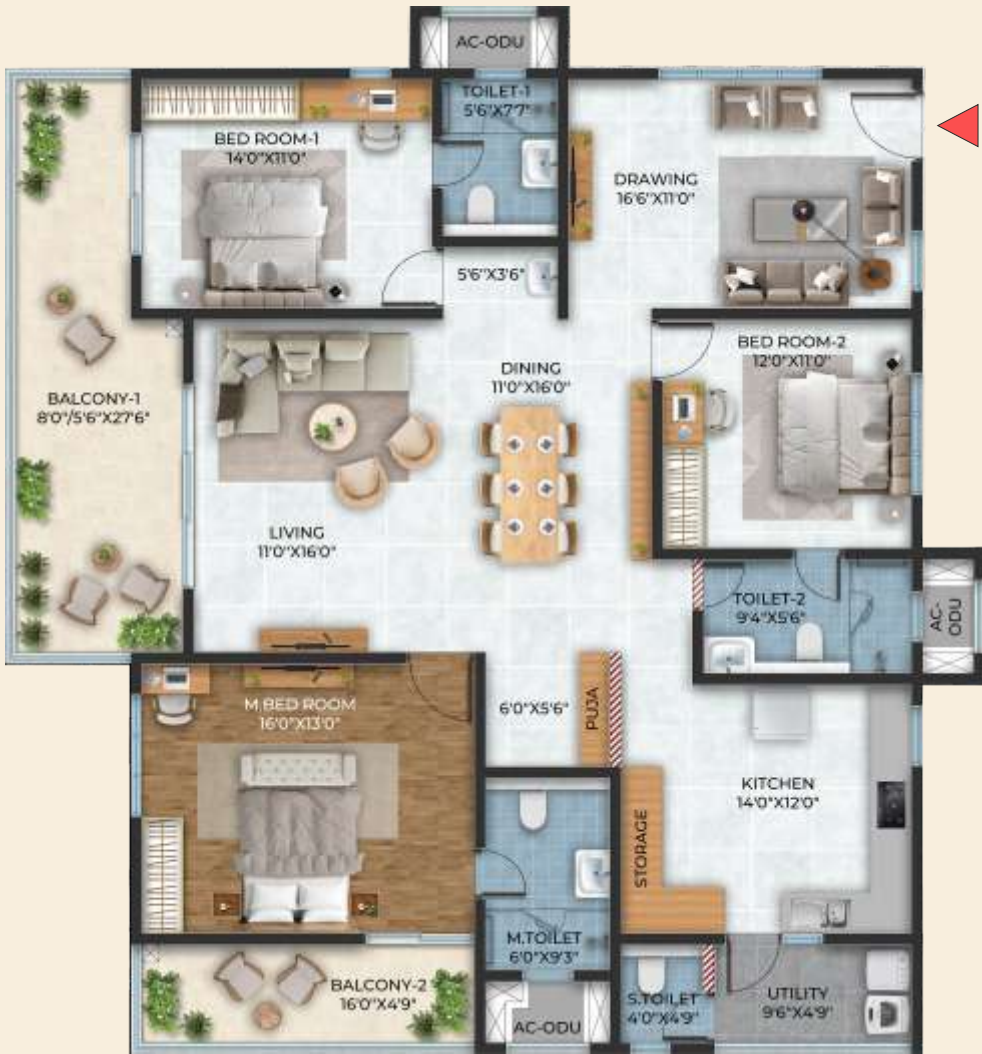 AC-ODU
TOILET-1
5'6"X7'7"
BED ROOM-1
14'0"X11'0"
DRAWING
16'6"X11'0"
5'6"X3'6"
BED ROOM-2
12'0"X11'0"
DINING
11'0"X16'0"
BALCONY-1
8'0"/5'6"X27'6"
LIVING
11'0"X16'0"
TOILET-2
9'4"X5'6"
AC-
ODU
M.BED ROOM
16'0"X13'0"
6'0"X5'6"
PUJA
KITCHEN
14'0"X12'0"
STORAGE
M.TOILET
6'0"X9'3"
BALCONY-2
16'0"X4'9"
S.TOILET
4'0"X4'9"
UTILITY
9'6"X4'9"
AC-ODU